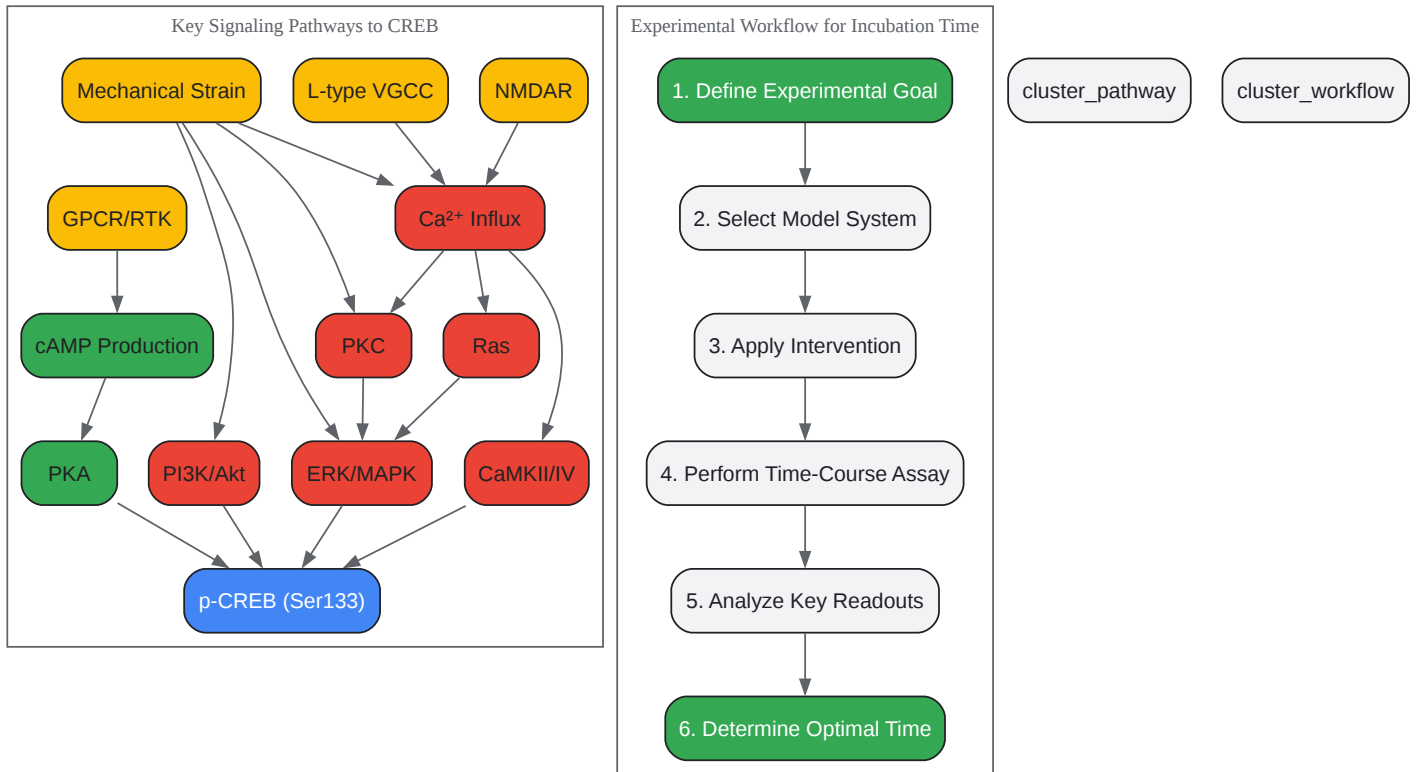 Key Signaling Pathways to CREB
Mechanical Strain
L-type VGCC
NMDAR
GPCR/RTK
Ca²⁺ Influx
cAMP Production
PKC
Ras
PKA
PI3K/Akt
ERK/MAPK
CaMKII/IV
p-CREB (Ser133)
Experimental Workflow for Incubation Time
1. Define Experimental Goal
2. Select Model System
3. Apply Intervention
4. Perform Time-Course Assay
5. Analyze Key Readouts
6. Determine Optimal Time
cluster_pathway
cluster_workflow